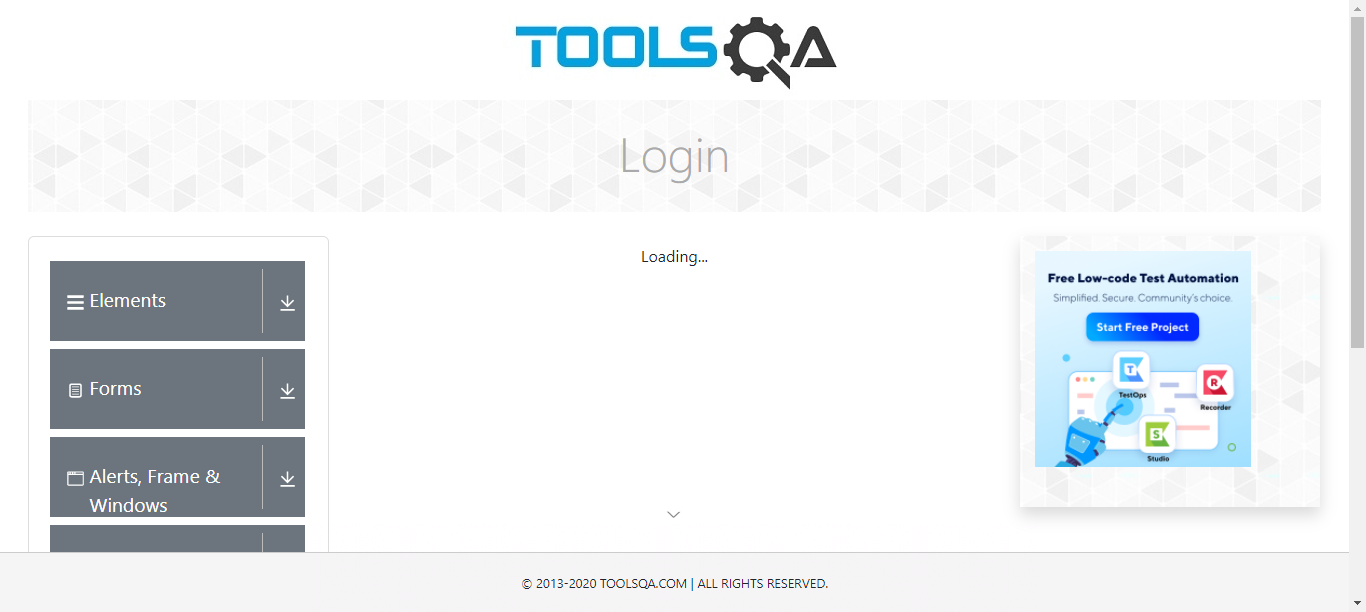 TOOLSQA
Login
Elements
Forms
Alerts, Frame &
Windows
Loading...
Free Low-code Test Automation
Simplified. Secure. Community's choice.
Start Free Project
T
TestOps
R
Recorder
S
Studio
© 2013-2020 TOOLSQA.COM | ALL RIGHTS RESERVED.